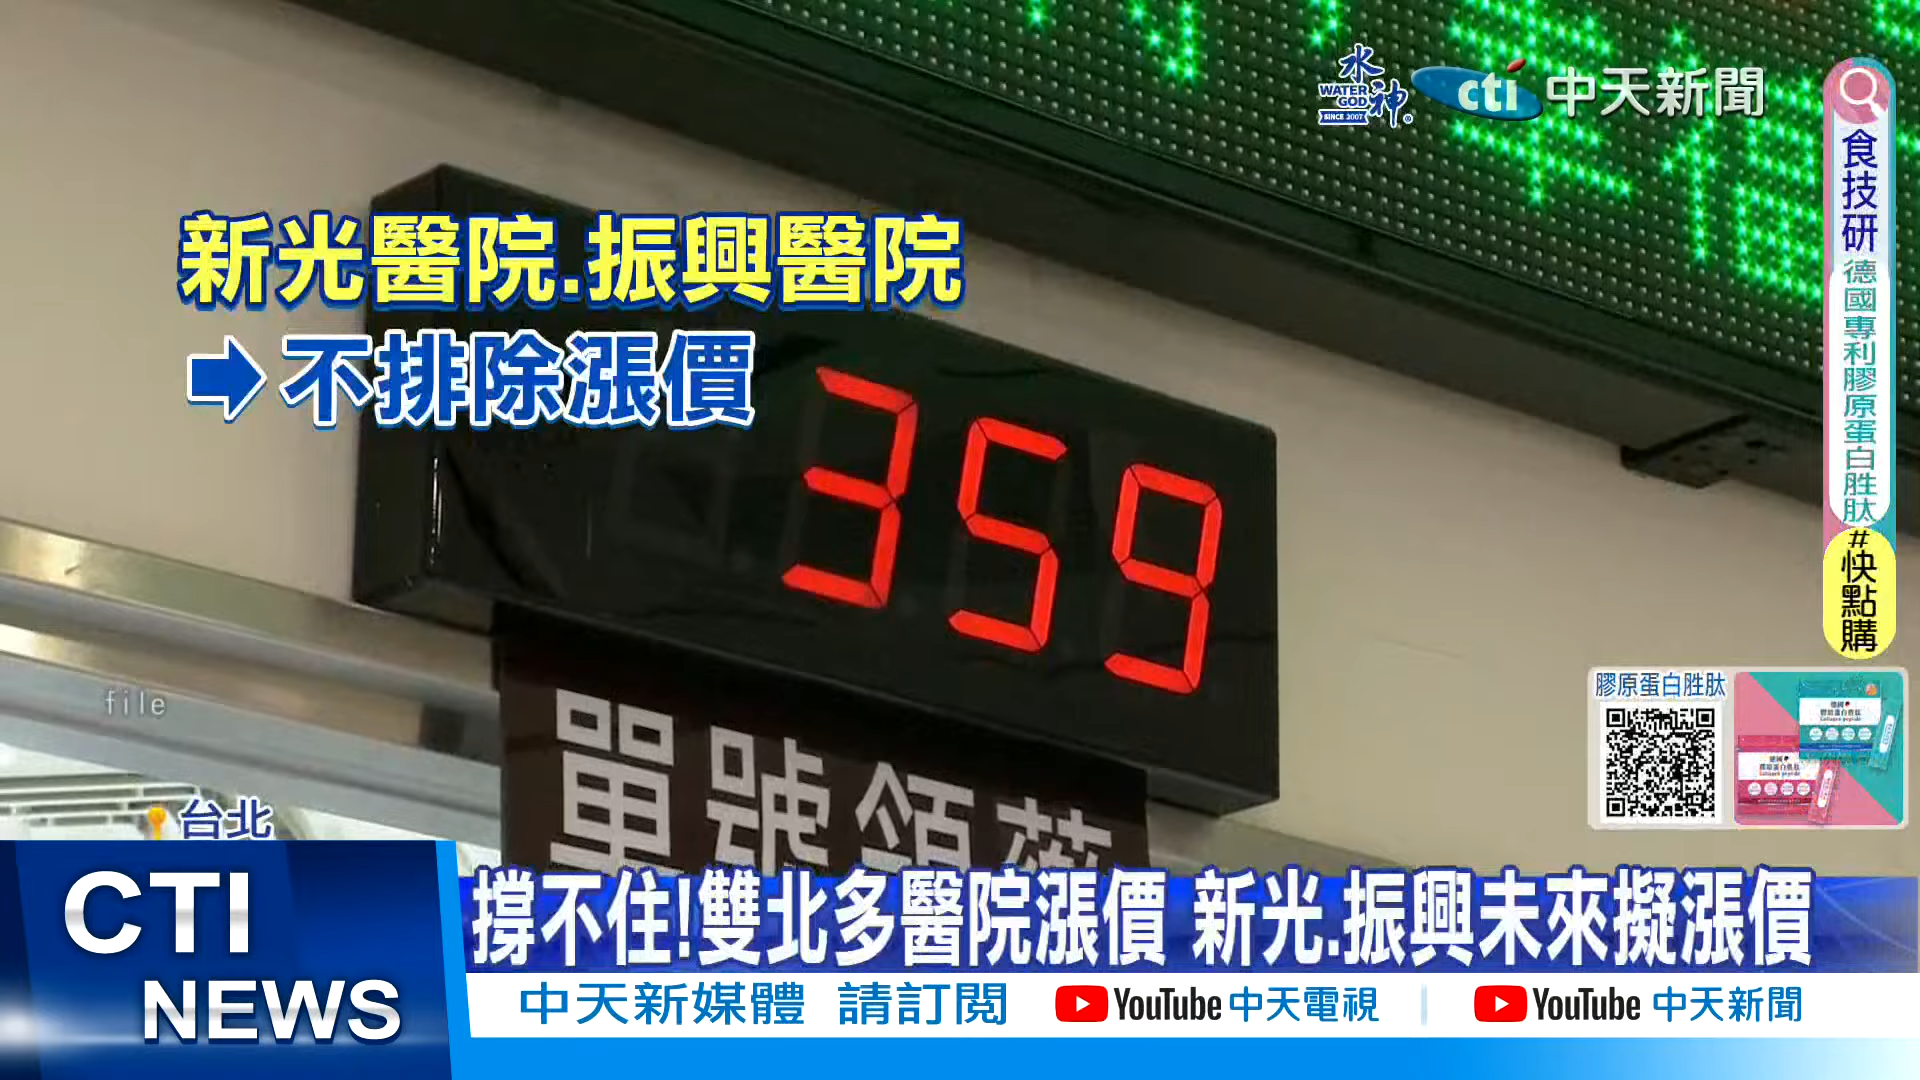 水神
WATER
GOD
SINCE 2007
cti 中天新聞
新光醫院.振興醫院
➡不排除漲價
359
單號領藥
file
台北
食技研
德國專利膠原蛋白胜肽
#快點購
膠原蛋白胜肽
CTI
NEWS
撐不住!雙北多醫院漲價 新光.振興未來擬漲價
中天新媒體 請訂閱 YouTube 中天電視 | YouTube 中天新聞